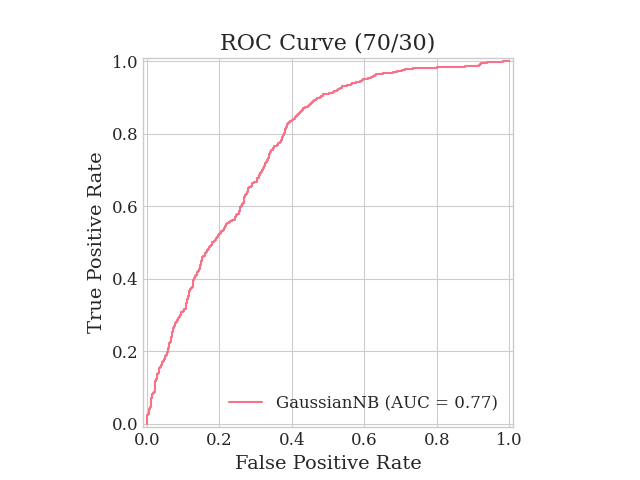 ROC Curve (70/30)
True Positive Rate
1.0
0.8
0.6
0.4
0.2
0.0
GaussianNB (AUC = 0.77)
0.0 0.2 0.4 0.6 0.8 1.0
False Positive Rate